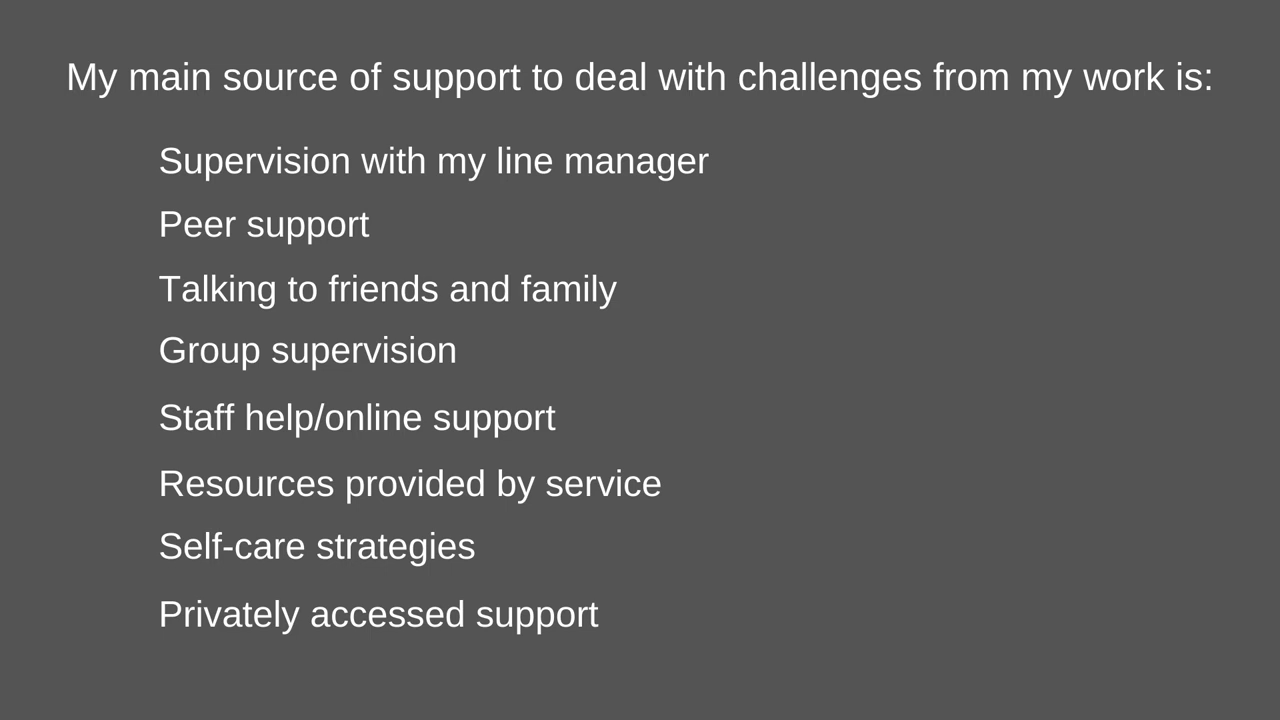 My main source of support to deal with challenges from my work is:
Supervision with my line manager
Peer support
Talking to friends and family
Group supervision
Staff help/online support
Resources provided by service
Self-care strategies
Privately accessed support